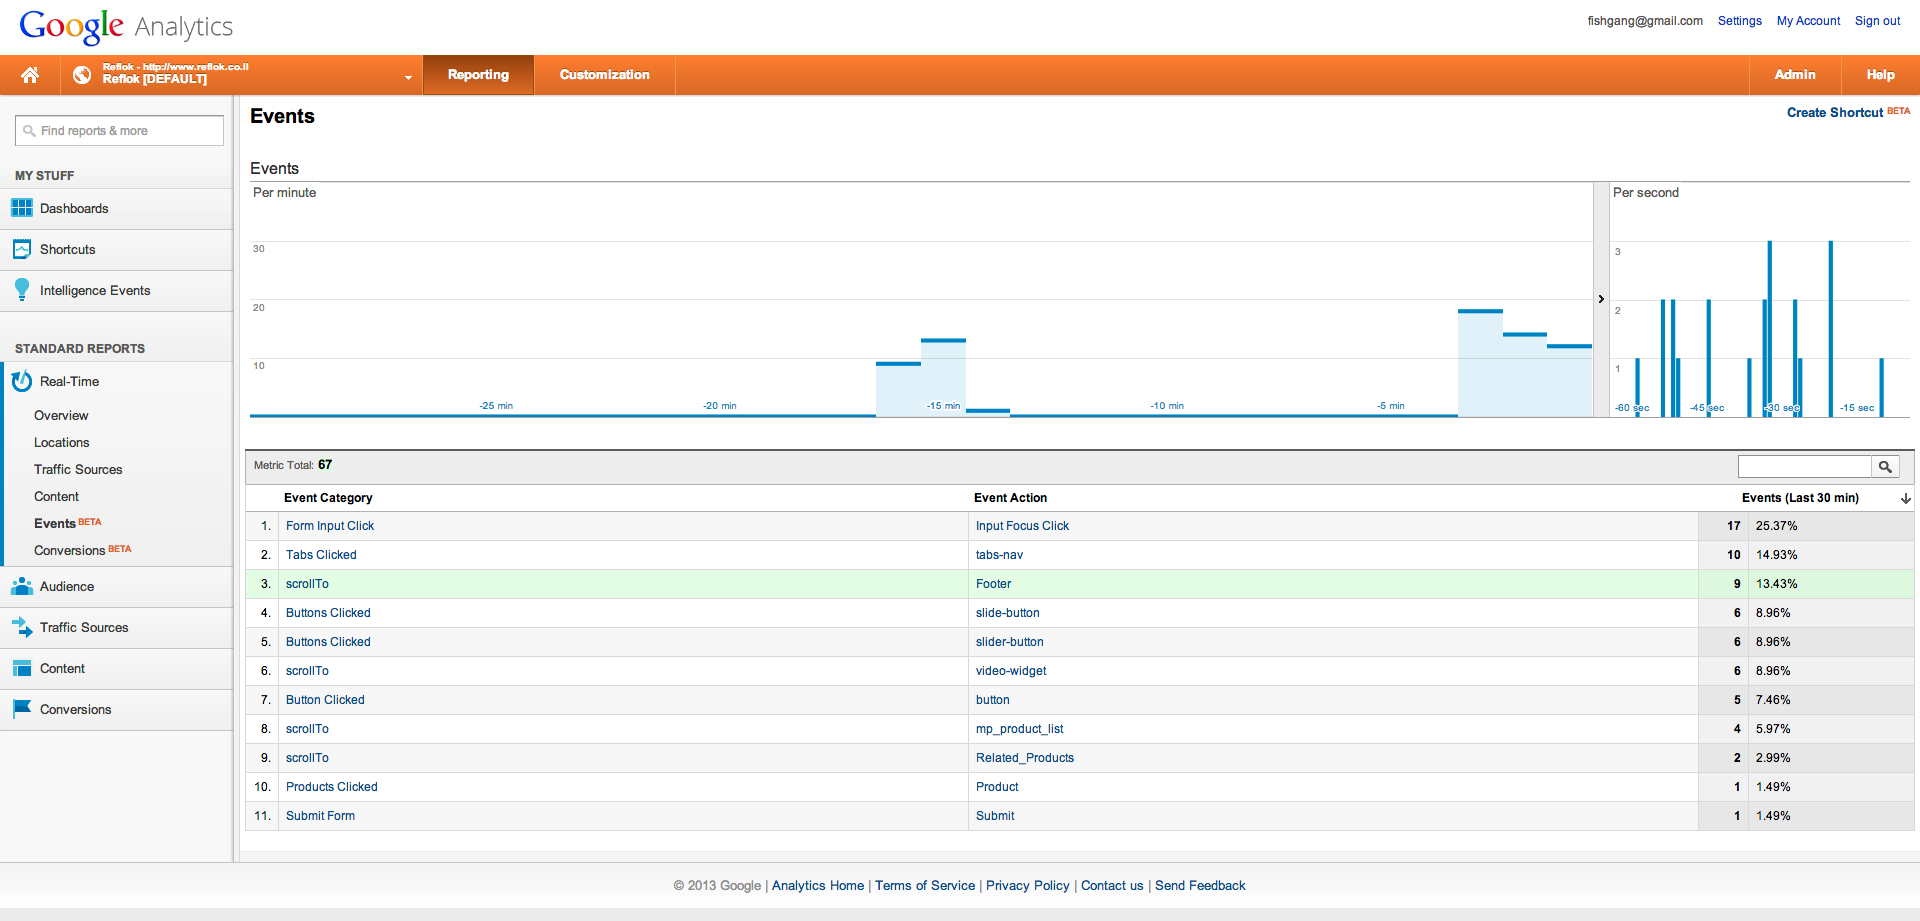 Google Analytics
fishgang@gmail.com Settings My Account Sign out
Reflok - http://www.reflok.co.il
Reflok [DEFAULT]
Reporting
Customization
Admin
Help
Find reports & more
MY STUFF
Dashboards
Shortcuts
Intelligence Events
STANDARD REPORTS
Real-Time
Overview
Locations
Traffic Sources
Content
Events BETA
Conversions BETA
Audience
Traffic Sources
Content
Conversions
Events
Create Shortcut BETA
Events
Per minute
30
20
10
-25 min
-20 min
-15 min
-10 min
-5 min
Per second
3
2
1
-60 sec
-45 sec
-30 sec
-15 sec
Metric Total: 67
Event Category Event Action Events (Last 30 min)
1. Form Input Click Input Focus Click 17 25.37%
2. Tabs Clicked tabs-nav 10 14.93%
3. scrollTo Footer 9 13.43%
4. Buttons Clicked slide-button 6 8.96%
5. Buttons Clicked slider-button 6 8.96%
6. scrollTo video-widget 6 8.96%
7. Button Clicked button 5 7.46%
8. scrollTo mp_product_list 4 5.97%
9. scrollTo Related_Products 2 2.99%
10. Products Clicked Product 1 1.49%
11. Submit Form Submit 1 1.49%
© 2013 Google | Analytics Home | Terms of Service | Privacy Policy | Contact us | Send Feedback